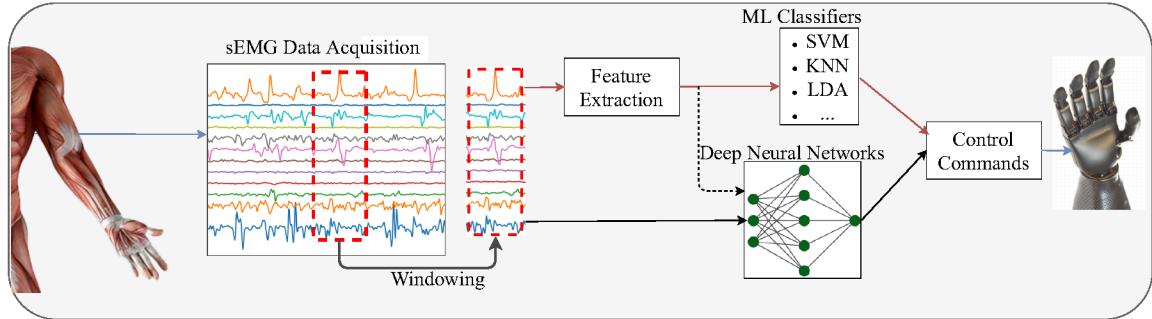 sEMG Data Acquisition
Windowing
Feature
Extraction
ML Classifiers
• SVM
• KNN
• LDA
• ...
Deep Neural Networks
Control
Commands